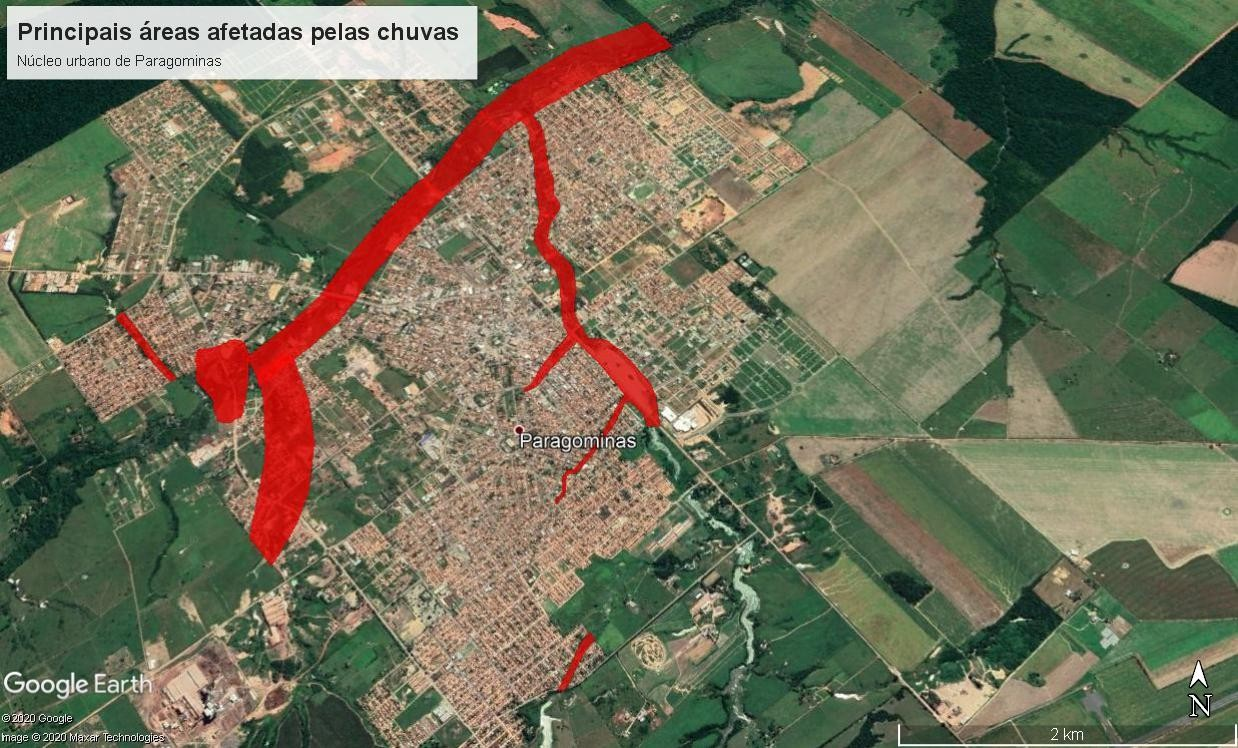 Principais áreas afetadas pelas chuvas
Núcleo urbano de Paragominas
Paragominas
Google Earth
©2020 Google
Image © 2020 Maxar Technologies
N
2 km